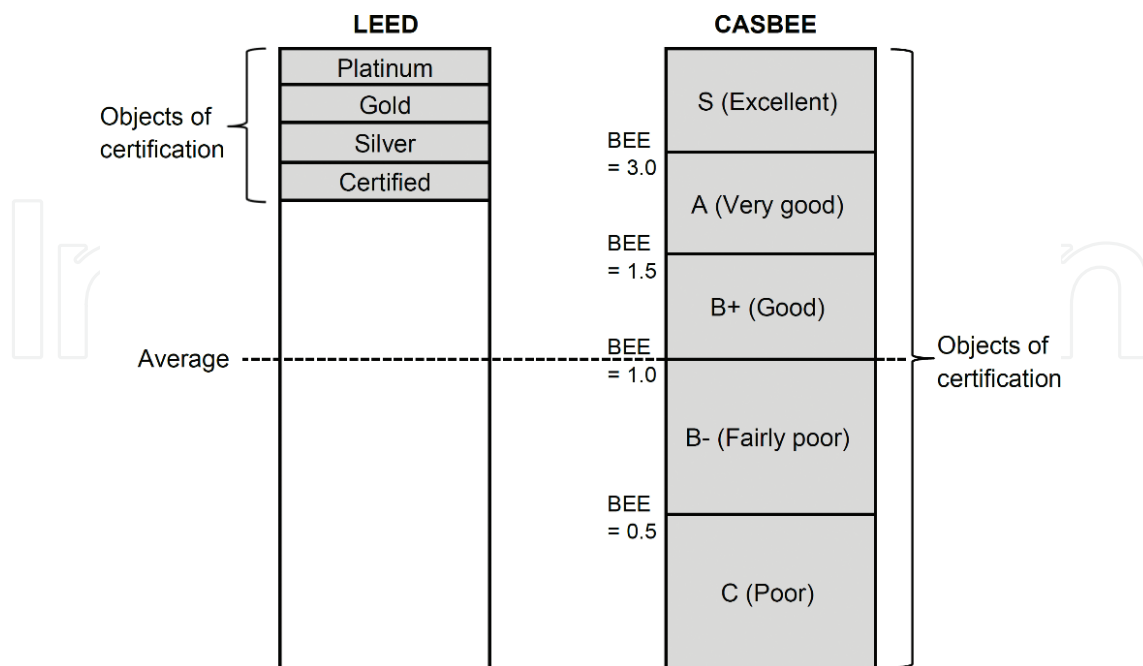 LEED
CASBEE
Platinum
Gold
Silver
Certified
Objects of
certification
S (Excellent)
BEE
= 3.0
A (Very good)
BEE
= 1.5
B+ (Good)
Average
BEE
= 1.0
Objects of
certification
B- (Fairly poor)
BEE
= 0.5
C (Poor)